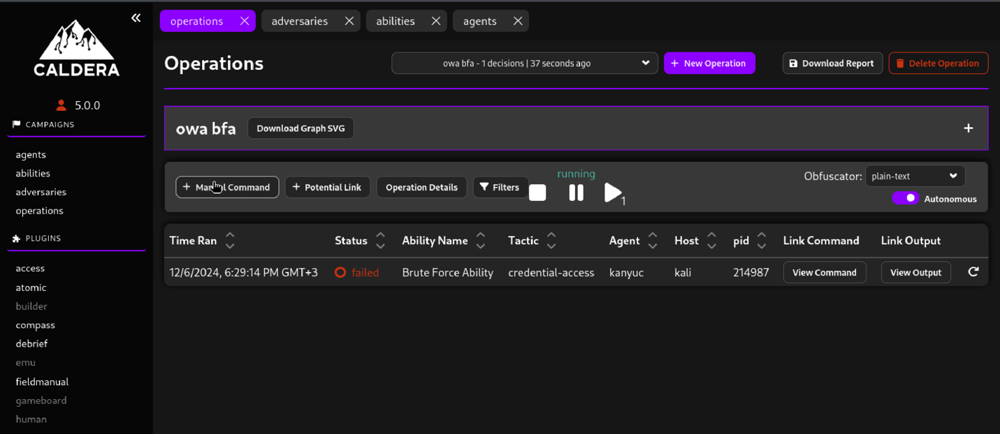 operations adversaries abilities agents
CALDERA
5.0.0
CAMPAIGNS
agents
abilities
adversaries
operations
PLUGINS
access
atomic
builder
compass
debrief
emu
fieldmanual
gameboard
human
Operations owa bfa - 1 decisions | 37 seconds ago + New Operation Download Report Delete Operation
owa bfa Download Graph SVG +
running
+ Command + Potential Link Operation Details Filters 1
Obfuscator: plain-text
Autonomous
Time Ran Status Ability Name Tactic Agent Host pid Link Command Link Output
12/6/2024, 6:29:14 PM GMT+3 failed Brute Force Ability credential-access kanyuc kali 214987 View Command View Output